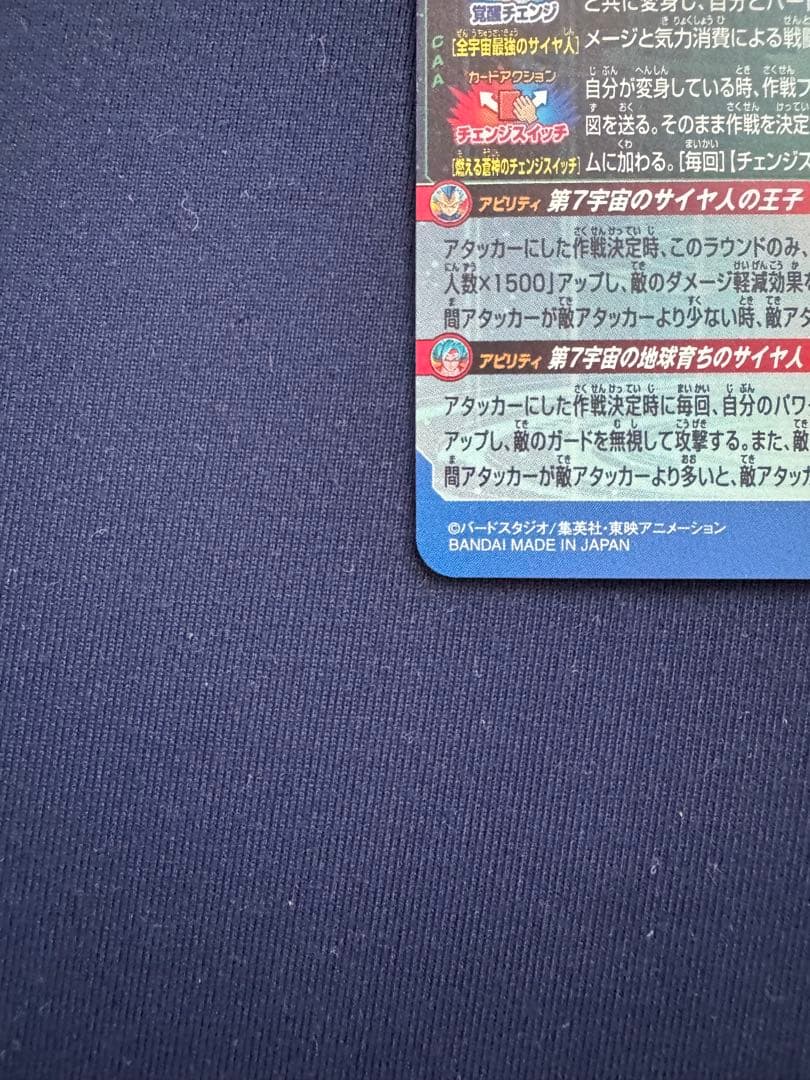 覚醒チェンジ
と共に変身し、自分とパー
[全宇宙最強のサイヤ人]
メージと気力消費による戦闘
CAA
カードアクション
チェンジスイッチ
[燃える蒼神のチェンジスイッチ]
自分が変身している時、作戦フ
図を送る。そのまま作戦を決定
ムに加わる。[毎回]【チェンジス
アビリティ 第7宇宙のサイヤ人の王子
アタッカーにした作戦決定時、このラウンドのみ、
人数×1500」アップし、敵のダメージ軽減効果を
間アタッカーが敵アタッカーより少ない時、敵アタ
アビリティ 第7宇宙の地球育ちのサイヤ人
アタッカーにした作戦決定時に毎回、自分のパワー
アップし、敵のガードを無視して攻撃する。また、敵
間アタッカーが敵アタッカーより多いと、敵アタッカ
©バードスタジオ/集英社・東映アニメーション
BANDAI MADE IN JAPAN